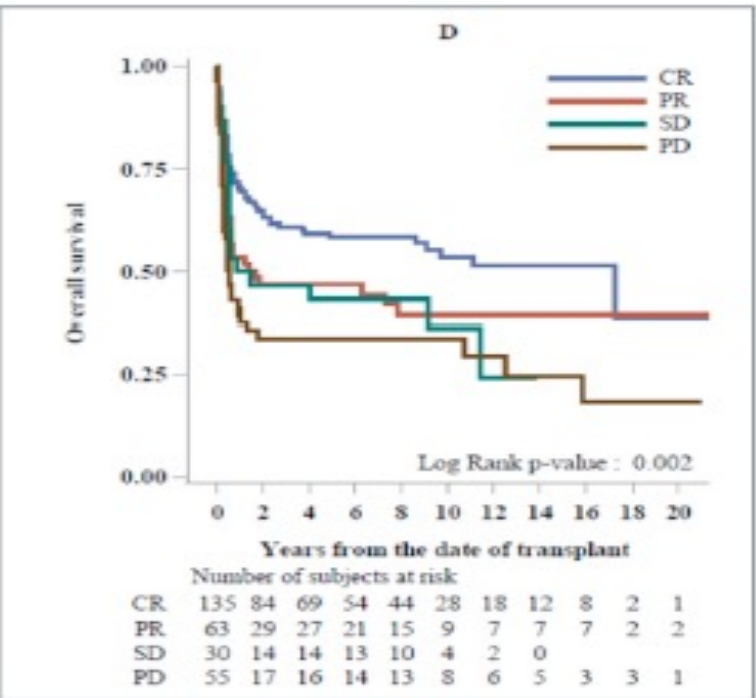 D
CR
PR
SD
PD
1.00
0.75
0.50
0.25
0.00
Overall survival
Log Rank p-value : 0.002
0 2 4 6 8 10 12 14 16 18 20
Years from the date of transplant
Number of subjects at risk
CR 135 84 69 54 44 28 18 12 8 2 1
PR 63 29 27 21 15 9 7 7 7 2 2
SD 30 14 14 13 10 4 2 0
PD 55 17 16 14 13 8 6 5 3 3 1